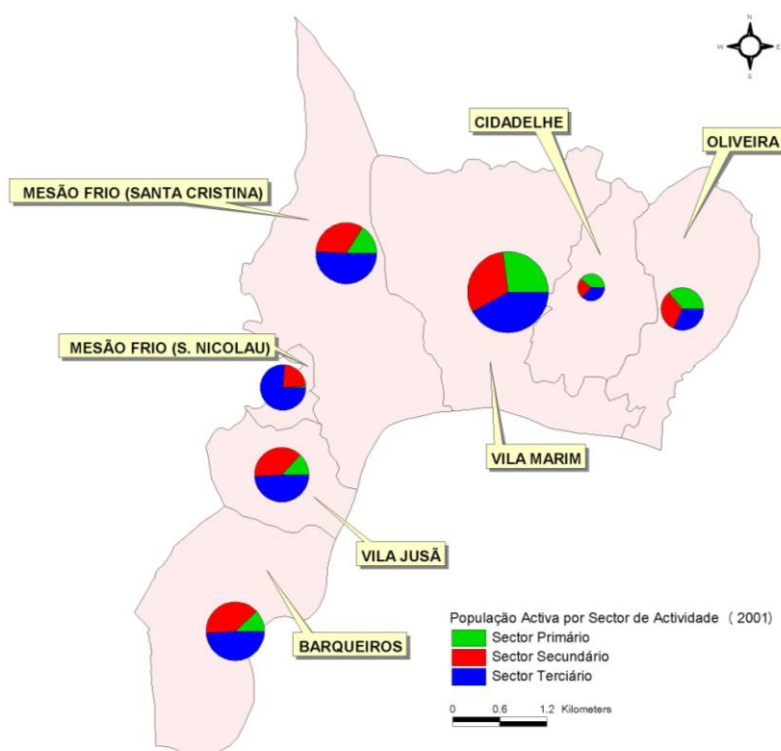 N
W E
S
CIDADELHE
OLIVEIRA
MESÃO FRIO (SANTA CRISTINA)
MESÃO FRIO (S. NICOLAU)
VILA MARIM
VILA JUSÃ
BARQUEIROS
População Activa por Sector de Actividade ( 2001)
Sector Primário
Sector Secundário
Sector Terciário
0 0.6 1.2 Kilometers